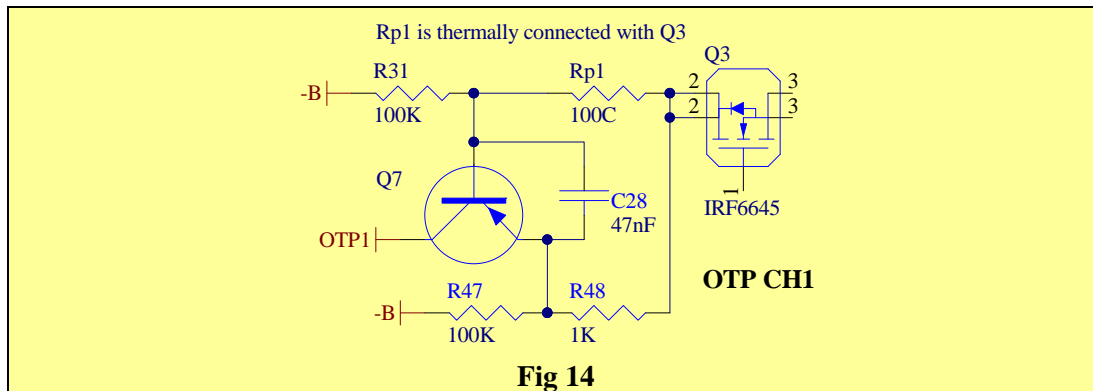 Rp1 is thermally connected with Q3
Q3
R31
Rp1
-B
100K
100C
2
3
2
3
1
IRF6645
Q7
C28
47nF
OTP1
OTP CH1
R47
R48
-B
100K
1K
Fig 14